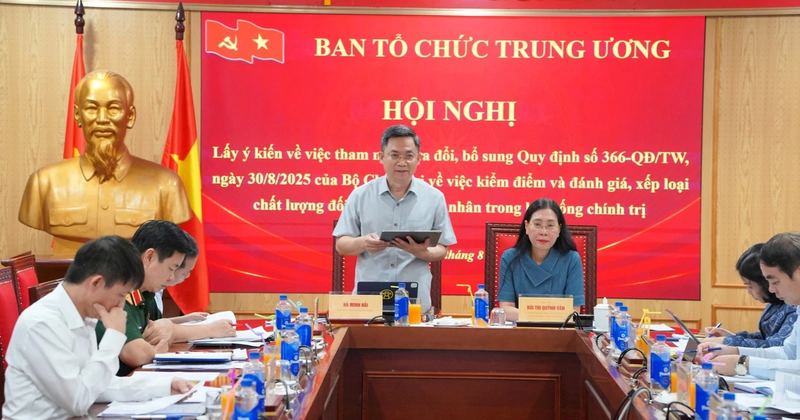 BAN TỔ CHỨC TRUNG ƯƠNG
HỘI NGHỊ
Lấy ý kiến về việc tham đổi, bổ sung Quy định số 366-QĐ/TW,
ngày 30/8/2025 của Bộ về việc kiểm điểm và đánh giá, xếp loại
chất lượng đối nhân trong thống chính trị
tháng 8
HÀ MINH HẢI
BÙI THỊ QUỲNH VÂN